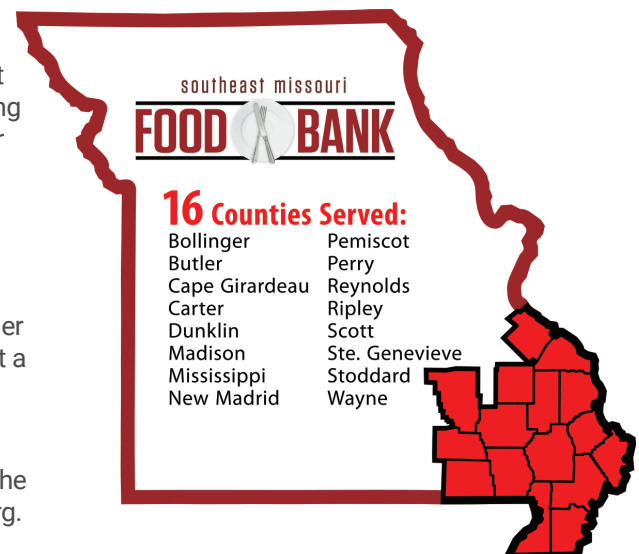 southeast missouri
FOOD BANK
16 Counties Served:
Bollinger
Butler
Cape Girardeau
Carter
Dunklin
Madison
Mississippi
New Madrid
Pemiscot
Perry
Reynolds
Ripley
Scott
Ste. Genevieve
Stoddard
Wayne